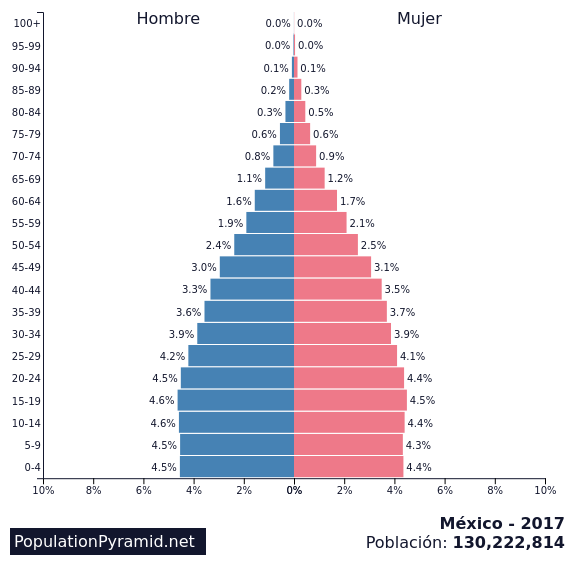 Hombre Mujer
100+ 0.0% 0.0%
95-99 0.0% 0.0%
90-94 0.1% 0.1%
85-89 0.2% 0.3%
80-84 0.3% 0.5%
75-79 0.6% 0.6%
70-74 0.8% 0.9%
65-69 1.1% 1.2%
60-64 1.6% 1.7%
55-59 1.9% 2.1%
50-54 2.4% 2.5%
45-49 3.0% 3.1%
40-44 3.3% 3.5%
35-39 3.6% 3.7%
30-34 3.9% 3.9%
25-29 4.2% 4.1%
20-24 4.5% 4.4%
15-19 4.6% 4.5%
10-14 4.6% 4.4%
5-9 4.5% 4.3%
0-4 4.5% 4.4%
10% 8% 6% 4% 2% 0% 2% 4% 6% 8% 10%
México - 2017
PopulationPyramid.net Población: 130,222,814